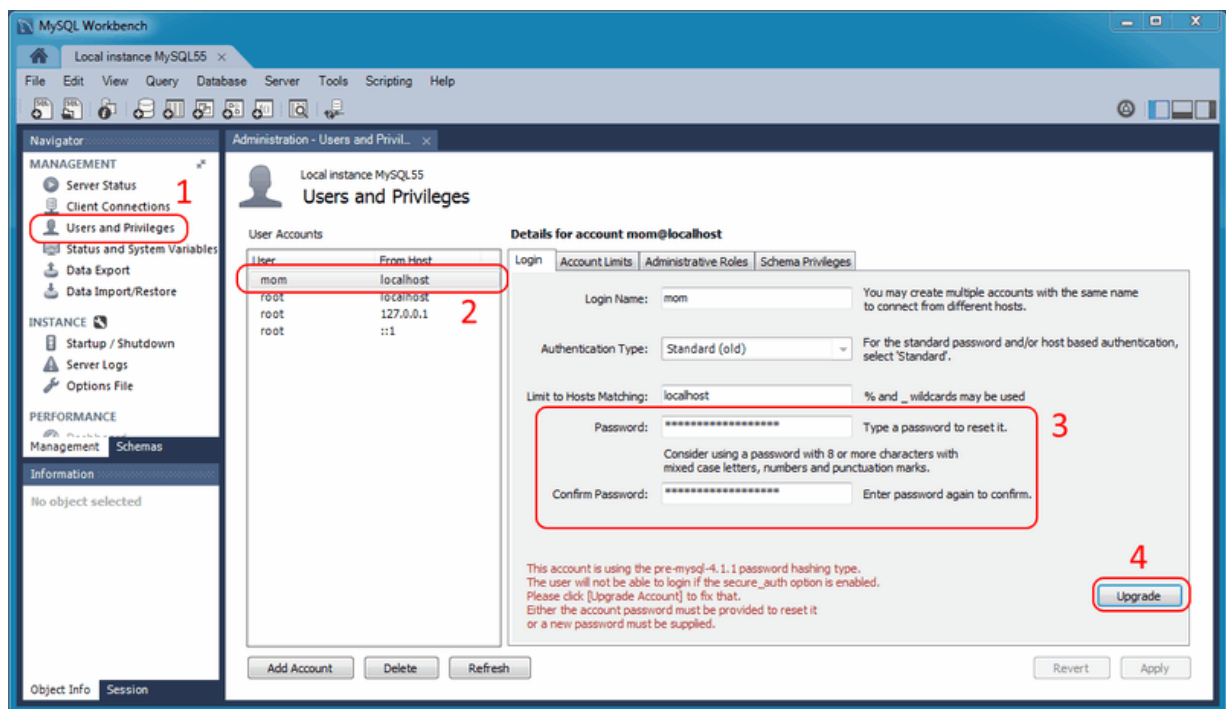 MySQL Workbench
Local instance MySQL55
File Edit View Query Database Server Tools Scripting Help
Navigator
MANAGEMENT
Server Status
1
Client Connections
Users and Privileges
Status and System Variables
Data Export
Data Import/Restore
INSTANCE
Startup / Shutdown
Server Logs
Options File
PERFORMANCE
Dashboard
Management Schemas
Information
No object selected
Object Info Session
Administration - Users and Privil...
Local instance MySQL55
Users and Privileges
User Accounts
User From Host
mom localhost
root localhost
2
root 127.0.0.1
root ::1
Add Account Delete Refresh
Details for account mom@localhost
Login Account Limits Administrative Roles Schema Privileges
Login Name: mom
You may create multiple accounts with the same name
to connect from different hosts.
Authentication Type: Standard (old)
For the standard password and/or host based authentication,
select 'Standard'.
Limit to Hosts Matching: localhost % and _ wildcards may be used
Password: ****************** Type a password to reset it.
3
Consider using a password with 8 or more characters with
mixed case letters, numbers and punctuation marks.
Confirm Password: ****************** Enter password again to confirm.
This account is using the pre-mysql-4.1.1 password hashing type.
The user will not be able to login if the secure_auth option is enabled.
Please click [Upgrade Account] to fix that.
Either the account password must be provided to reset it
or a new password must be supplied.
4
Upgrade
Revert Apply